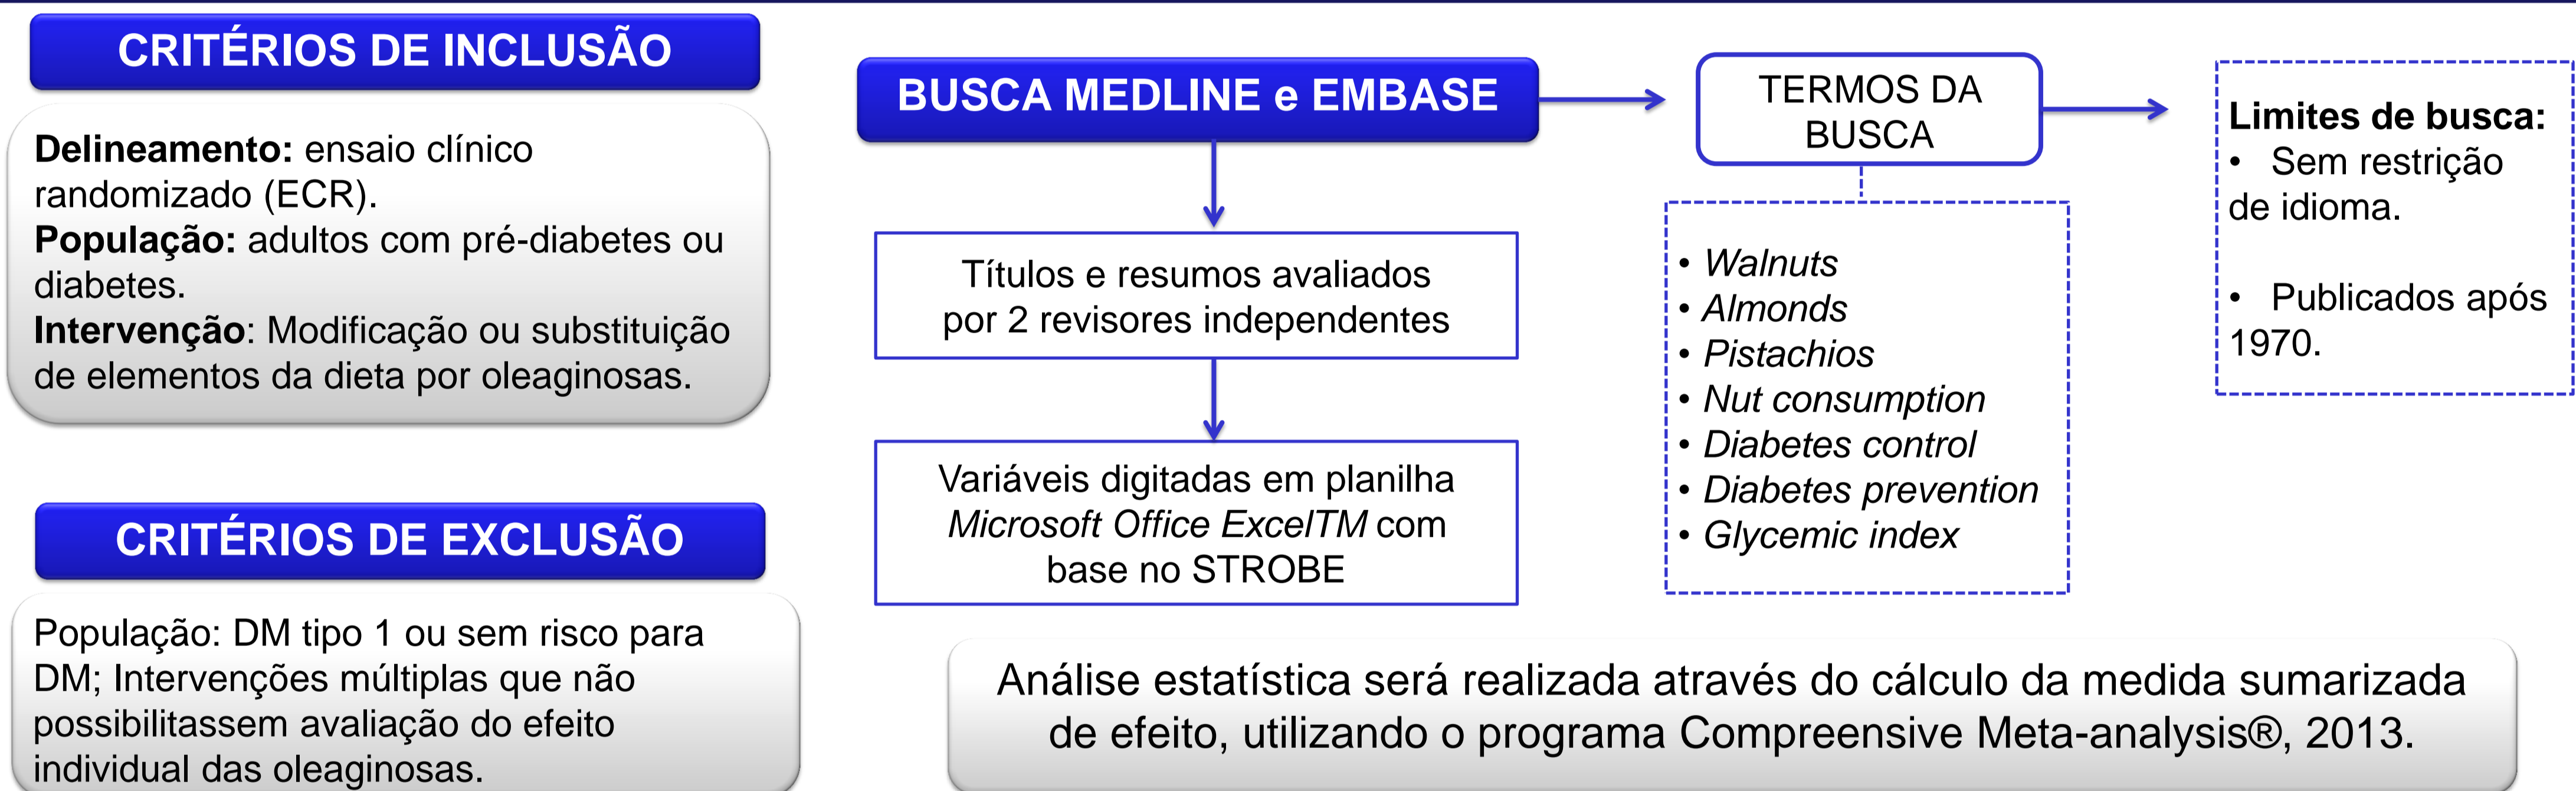 CRITÉRIOS DE INCLUSÃO
Delineamento: ensaio clínico
randomizado (ECR).
População: adultos com pré-diabetes ou
diabetes.
Intervenção: Modificação ou substituição
de elementos da dieta por oleaginosas.
CRITÉRIOS DE EXCLUSÃO
População: DM tipo 1 ou sem risco para
DM; Intervenções múltiplas que não
possibilitassem avaliação do efeito
individual das oleaginosas.
BUSCA MEDLINE e EMBASE
Títulos e resumos avaliados
por 2 revisores independentes
Variáveis digitadas em planilha
Microsoft Office ExcelTM com
base no STROBE
TERMOS DA
BUSCA
• Walnuts
• Almonds
• Pistachios
• Nut consumption
• Diabetes control
• Diabetes prevention
• Glycemic index
Limites de busca:
• Sem restrição
de idioma.
• Publicados após
1970.
Análise estatística será realizada através do cálculo da medida sumarizada
de efeito, utilizando o programa Compreensive Meta-analysis®, 2013.